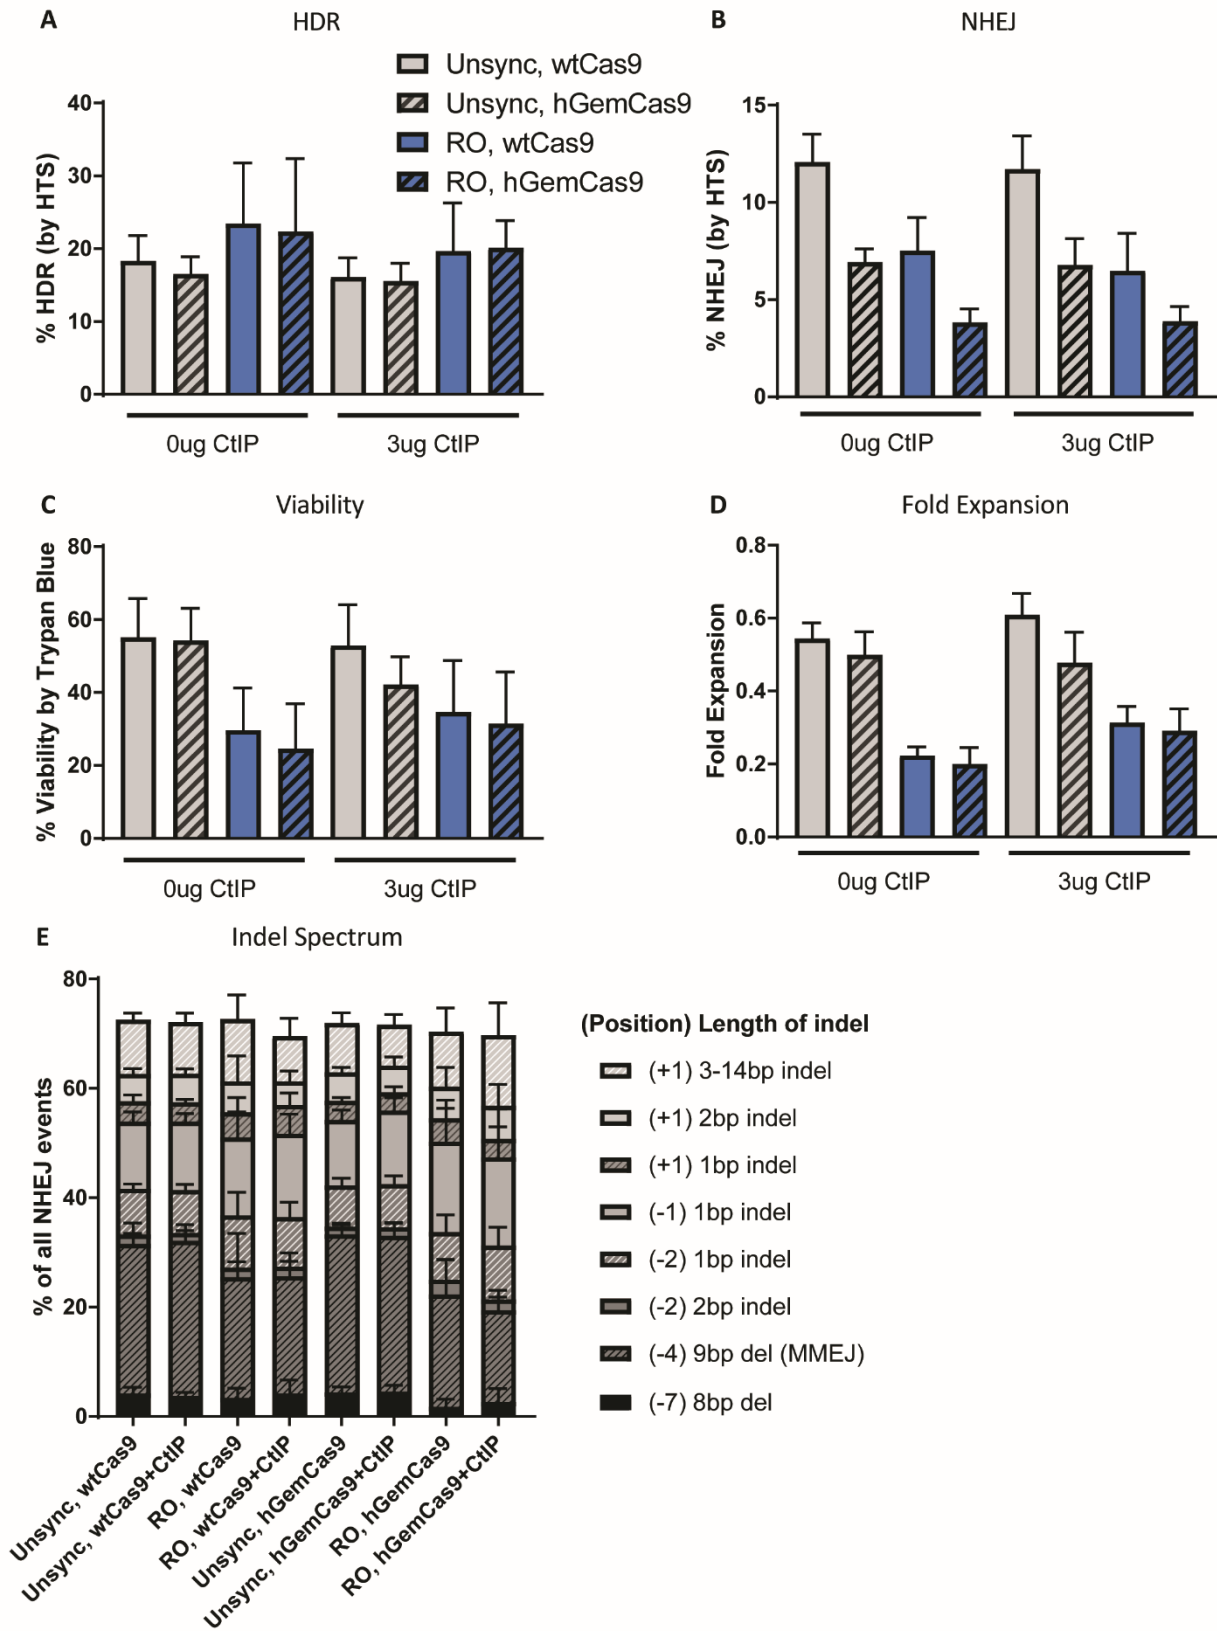 A
HDR
Unsync, wtCas9
Unsync, hGemCas9
RO, wtCas9
RO, hGemCas9
% HDR (by HTS)
40
30
20
10
0
0ug CtIP
3ug CtIP
B
NHEJ
% NHEJ (by HTS)
15
10
5
0
0ug CtIP
3ug CtIP
C
Viability
% Viability by Trypan Blue
80
60
40
20
0
0ug CtIP
3ug CtIP
D
Fold Expansion
Fold Expansion
0.8
0.6
0.4
0.2
0.0
0ug CtIP
3ug CtIP
E
Indel Spectrum
% of all NHEJ events
80
60
40
20
0
Unsync, wtCas9
Unsync, wtCas9+CtIP
RO, wtCas9
RO, wtCas9+CtIP
Unsync, hGemCas9
Unsync, hGemCas9+CtIP
RO, hGemCas9
RO, hGemCas9+CtIP
(Position) Length of indel
(+1) 3-14bp indel
(+1) 2bp indel
(+1) 1bp indel
(-1) 1bp indel
(-2) 1bp indel
(-2) 2bp indel
(-4) 9bp del (MMEJ)
(-7) 8bp del